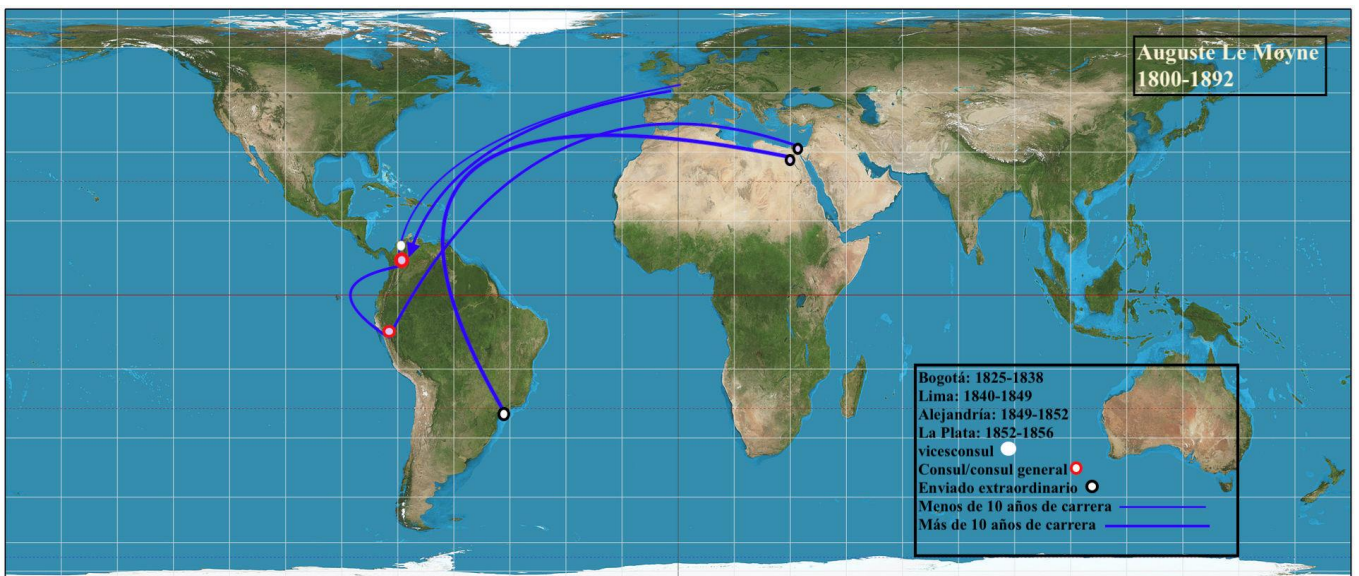 Auguste Le Moyne
1800-1892
Bogotá: 1825-1838
Lima: 1840-1849
Alejandría: 1849-1852
La Plata: 1852-1856
vicesconsul
Consul/consul general
Enviado extraordinario
Menos de 10 años de carrera
Más de 10 años de carrera